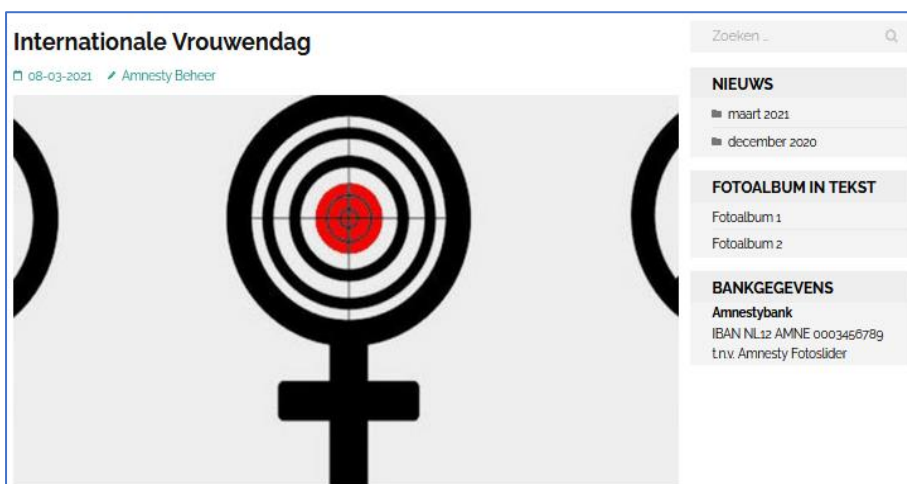 Internationale Vrouwendag
08-03-2021 Amnesty Beheer
Zoeken ...
NIEUWS
maart 2021
december 2020
FOTOALBUM IN TEKST
Fotoalbum 1
Fotoalbum 2
BANKGEGEVENS
Amnestybank
IBAN NL12 AMNE 0003456789
t.n.v. Amnesty Fotoslider